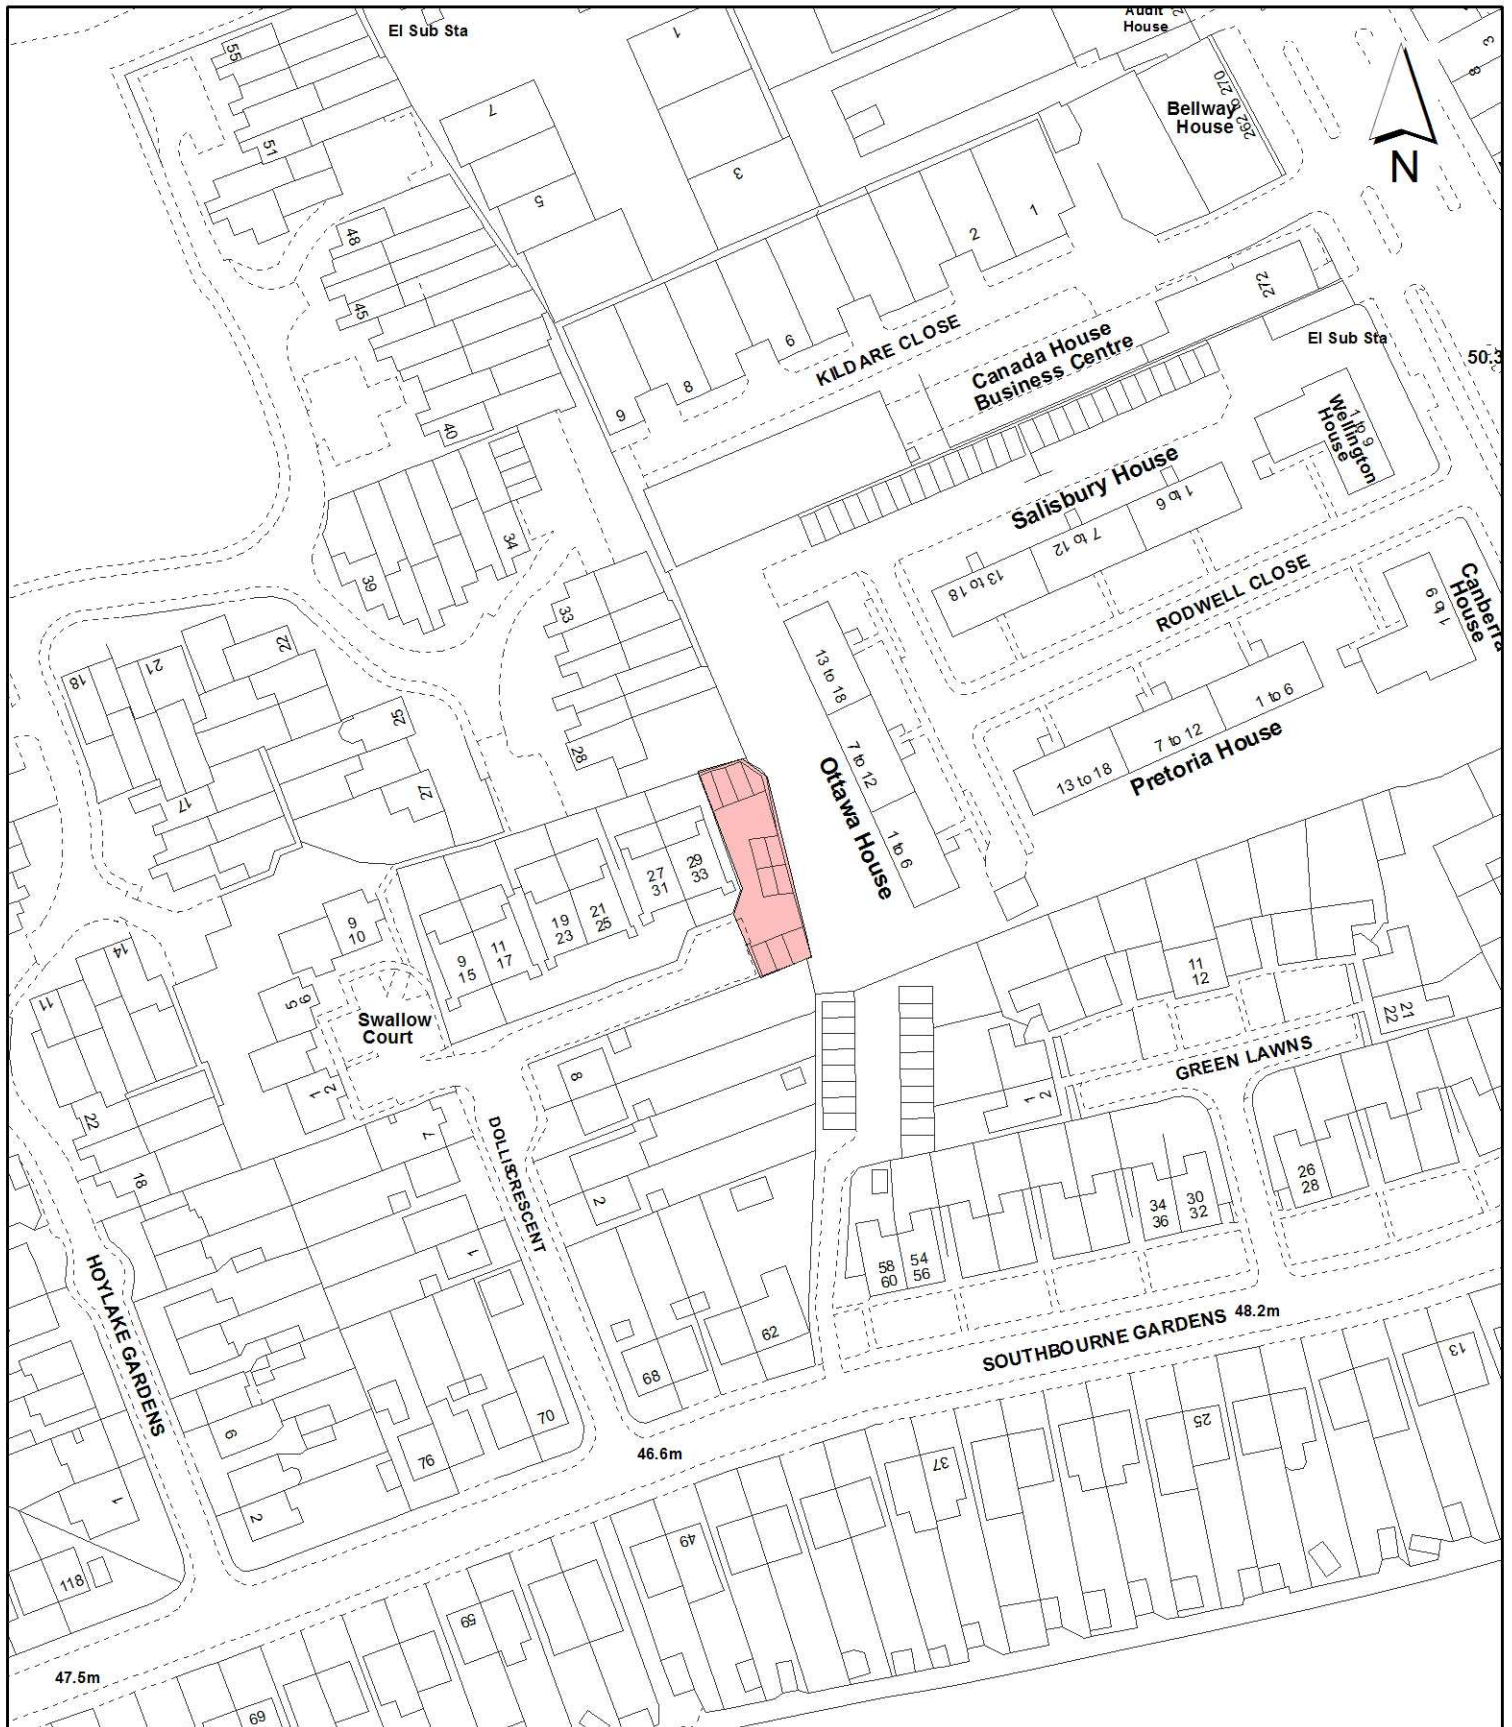 El Sub Sta
Audit
House
Bellway
House
262 to 270
N
55
51
48
45
40
39
34
33
28
1
7
5
3
3
8
1
2
6
8
9
KILDARE CLOSE
272
Canada House
Business Centre
El Sub Sta
50.3
Wellington
House
1 to 9
Salisbury House
1 to 6
7 to 12
13 to 18
RODWELL CLOSE
Canberra
House
1 to 9
13 to 18
7 to 12
1 to 6
Ottawa House
13 to 18
7 to 12
1 to 6
Pretoria House
18
21
22
25
17
27
27
31
29
33
19
23
21
25
11
17
9
15
9
10
14
11
5
6
Swallow
Court
1
2
22
18
7
8
2
1
DOLLIS CRESCENT
11
12
21
22
GREEN LAWNS
1
2
26
28
34
36
30
32
58
60
54
56
62
68
70
76
6
2
1
118
HOYLAKE GARDENS
SOUTHBOURNE GARDENS
48.2m
46.6m
47.5m
13
25
37
49
59
69